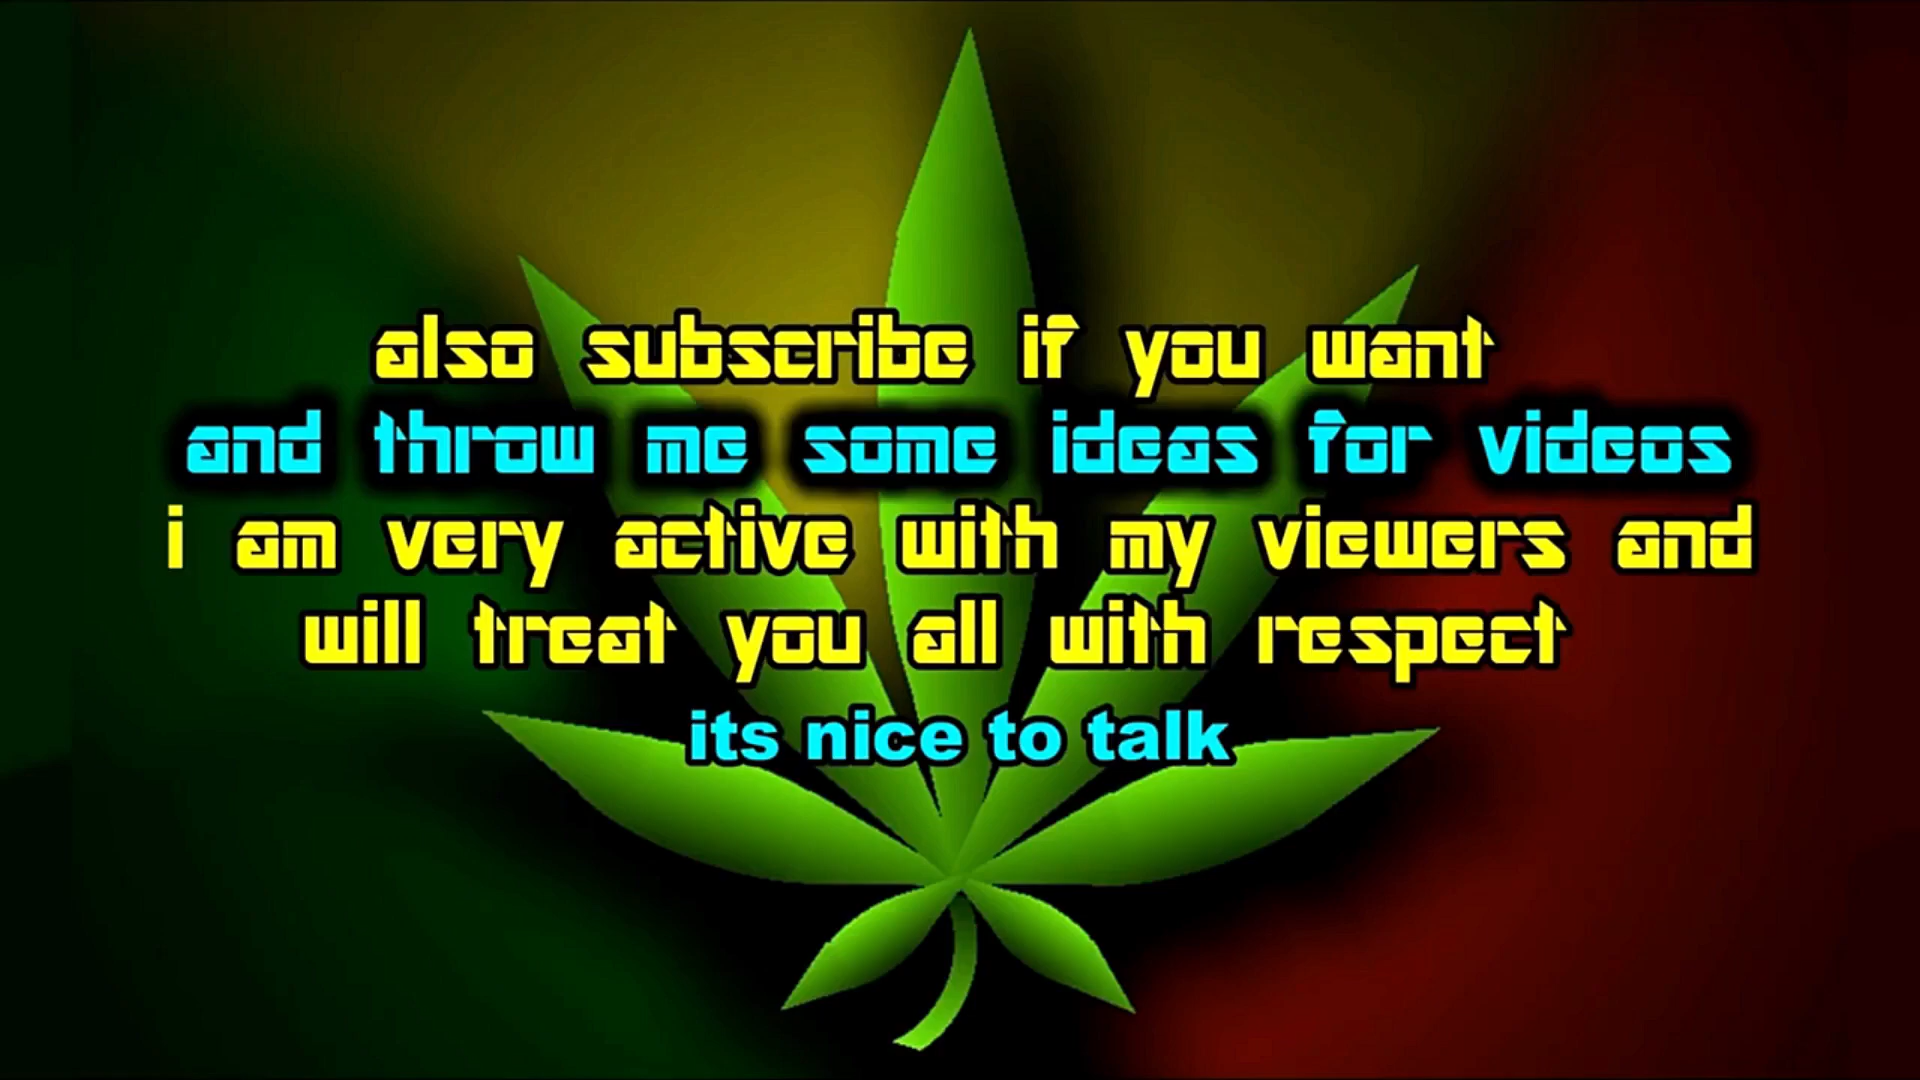 also subscribe if you want
and throw me some ideas for videos
i am very active with my viewers and
will treat you all with respect
its nice to talk